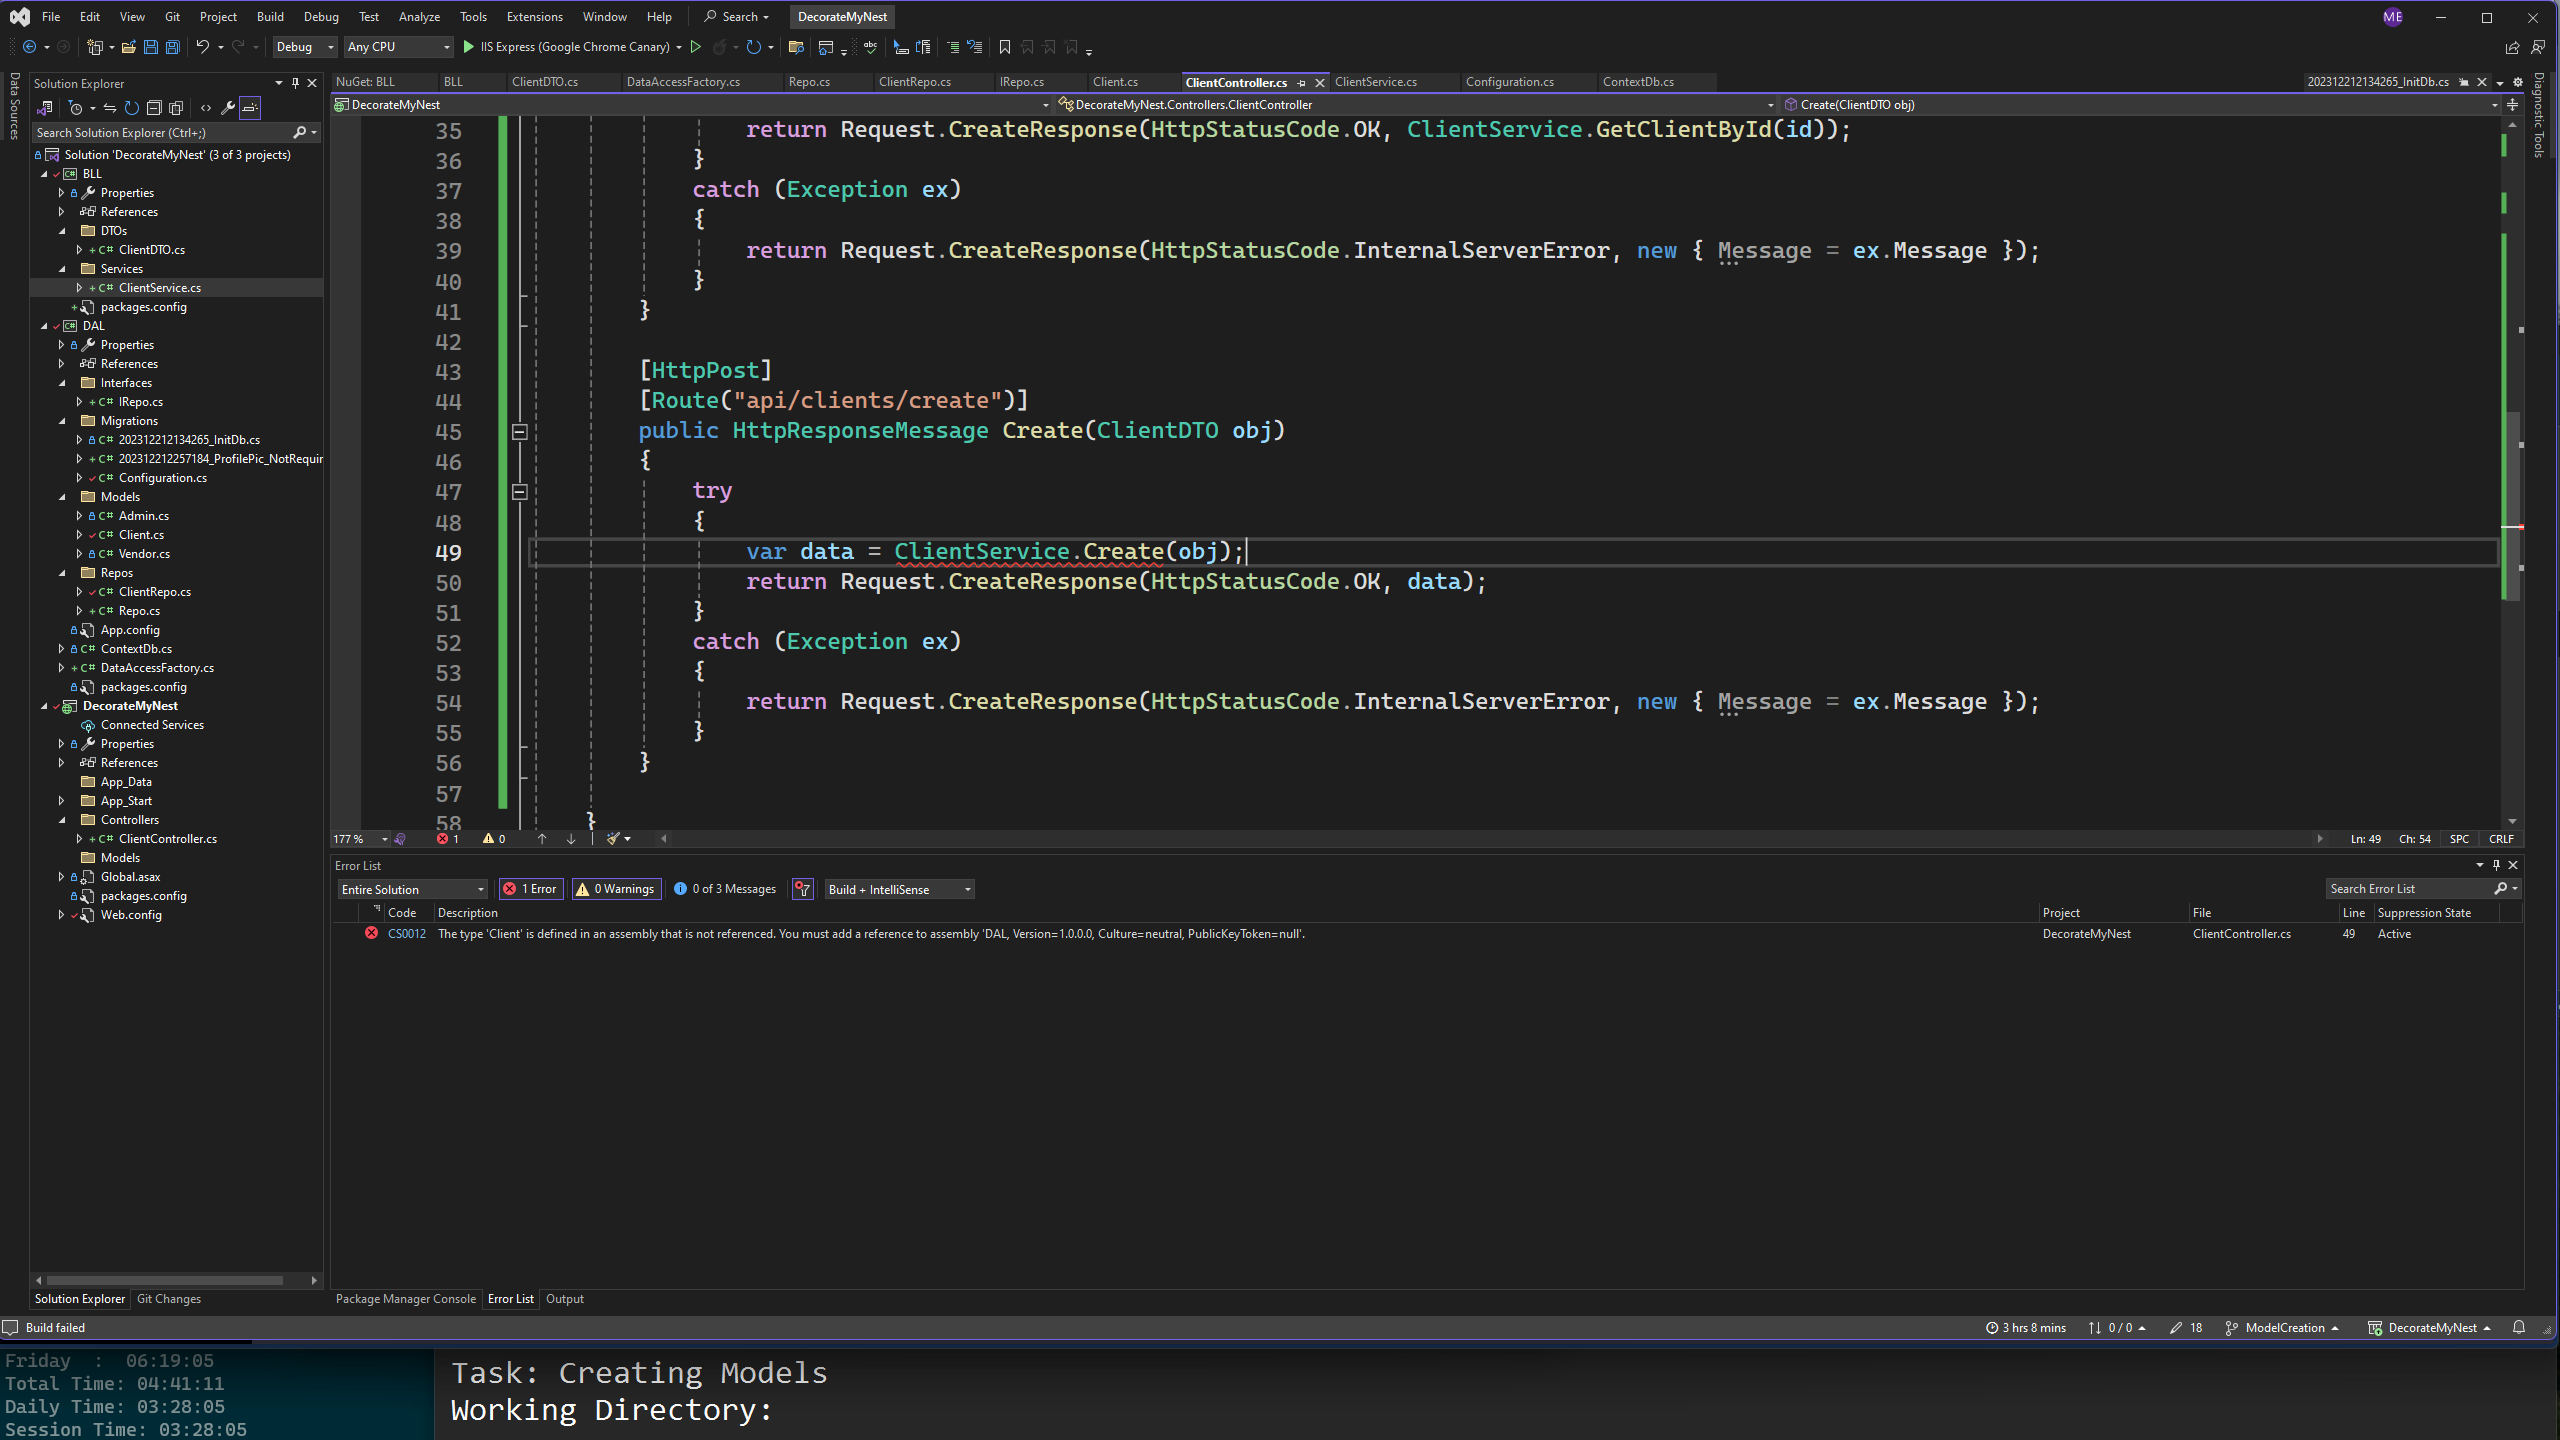 File Edit View Git Project Build Debug Test Analyze Tools Extensions Window Help Search DecorateMyNest ME
Debug Any CPU IIS Express (Google Chrome Canary)
Data Sources
Solution Explorer
Search Solution Explorer (Ctrl+;)
Solution 'DecorateMyNest' (3 of 3 projects)
BLL
Properties
References
DTOs
C# ClientDTO.cs
Services
C# ClientService.cs
packages.config
DAL
Properties
References
Interfaces
C# IRepo.cs
Migrations
C# 202312212134265_InitDb.cs
C# 202312212257184_ProfilePic_NotRequir
C# Configuration.cs
Models
C# Admin.cs
C# Client.cs
C# Vendor.cs
Repos
C# ClientRepo.cs
C# Repo.cs
App.config
C# ContextDb.cs
C# DataAccessFactory.cs
packages.config
DecorateMyNest
Connected Services
Properties
References
App_Data
App_Start
Controllers
C# ClientController.cs
Models
Global.asax
packages.config
Web.config
Solution Explorer Git Changes
NuGet: BLL BLL ClientDTO.cs DataAccessFactory.cs Repo.cs ClientRepo.cs IRepo.cs Client.cs ClientController.cs ClientService.cs Configuration.cs ContextDb.cs 202312212134265_InitDb.cs
DecorateMyNest DecorateMyNest.Controllers.ClientController Create(ClientDTO obj)
Diagnostic Tools
35 return Request.CreateResponse(HttpStatusCode.OK, ClientService.GetClientById(id));
36 }
37 catch (Exception ex)
38 {
39 return Request.CreateResponse(HttpStatusCode.InternalServerError, new { Message = ex.Message });
40 }
41 }
42
43 [HttpPost]
44 [Route("api/clients/create")]
45 public HttpResponseMessage Create(ClientDTO obj)
46 {
47 try
48 {
49 var data = ClientService.Create(obj);
50 return Request.CreateResponse(HttpStatusCode.OK, data);
51 }
52 catch (Exception ex)
53 {
54 return Request.CreateResponse(HttpStatusCode.InternalServerError, new { Message = ex.Message });
55 }
56 }
57
58 }
177 % 1 0 Ln: 49 Ch: 54 SPC CRLF
Error List
Entire Solution 1 Error 0 Warnings 0 of 3 Messages Build + IntelliSense Search Error List
Code Description Project File Line Suppression State
CS0012 The type 'Client' is defined in an assembly that is not referenced. You must add a reference to assembly 'DAL, Version=1.0.0.0, Culture=neutral, PublicKeyToken=null'. DecorateMyNest ClientController.cs 49 Active
Package Manager Console Error List Output
Build failed 3 hrs 8 mins 0 / 0 18 ModelCreation DecorateMyNest
Friday : 06:19:05
Total Time: 04:41:11
Daily Time: 03:28:05
Session Time: 03:28:05
Task: Creating Models
Working Directory: